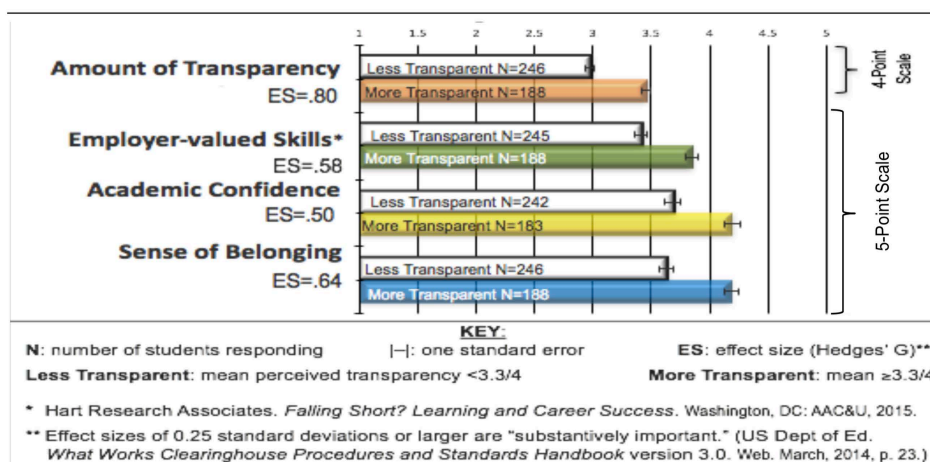 1 1.5 2 2.5 3 3.5 4 4.5 5
Amount of Transparency
ES=.80
Less Transparent N=246
More Transparent N=188
4-Point
Scale
Employer-valued Skills*
ES=.58
Less Transparent N=245
More Transparent N=188
Academic Confidence
ES=.50
Less Transparent N=242
More Transparent N=183
Sense of Belonging
ES=.64
Less Transparent N=246
More Transparent N=188
5-Point Scale
KEY:
N: number of students responding |–|: one standard error ES: effect size (Hedges' G)**
Less Transparent: mean perceived transparency <3.3/4 More Transparent: mean ≥3.3/4
* Hart Research Associates. Falling Short? Learning and Career Success. Washington, DC: AAC&U, 2015.
** Effect sizes of 0.25 standard deviations or larger are "substantively important." (US Dept of Ed.
What Works Clearinghouse Procedures and Standards Handbook version 3.0. Web. March, 2014, p. 23.)